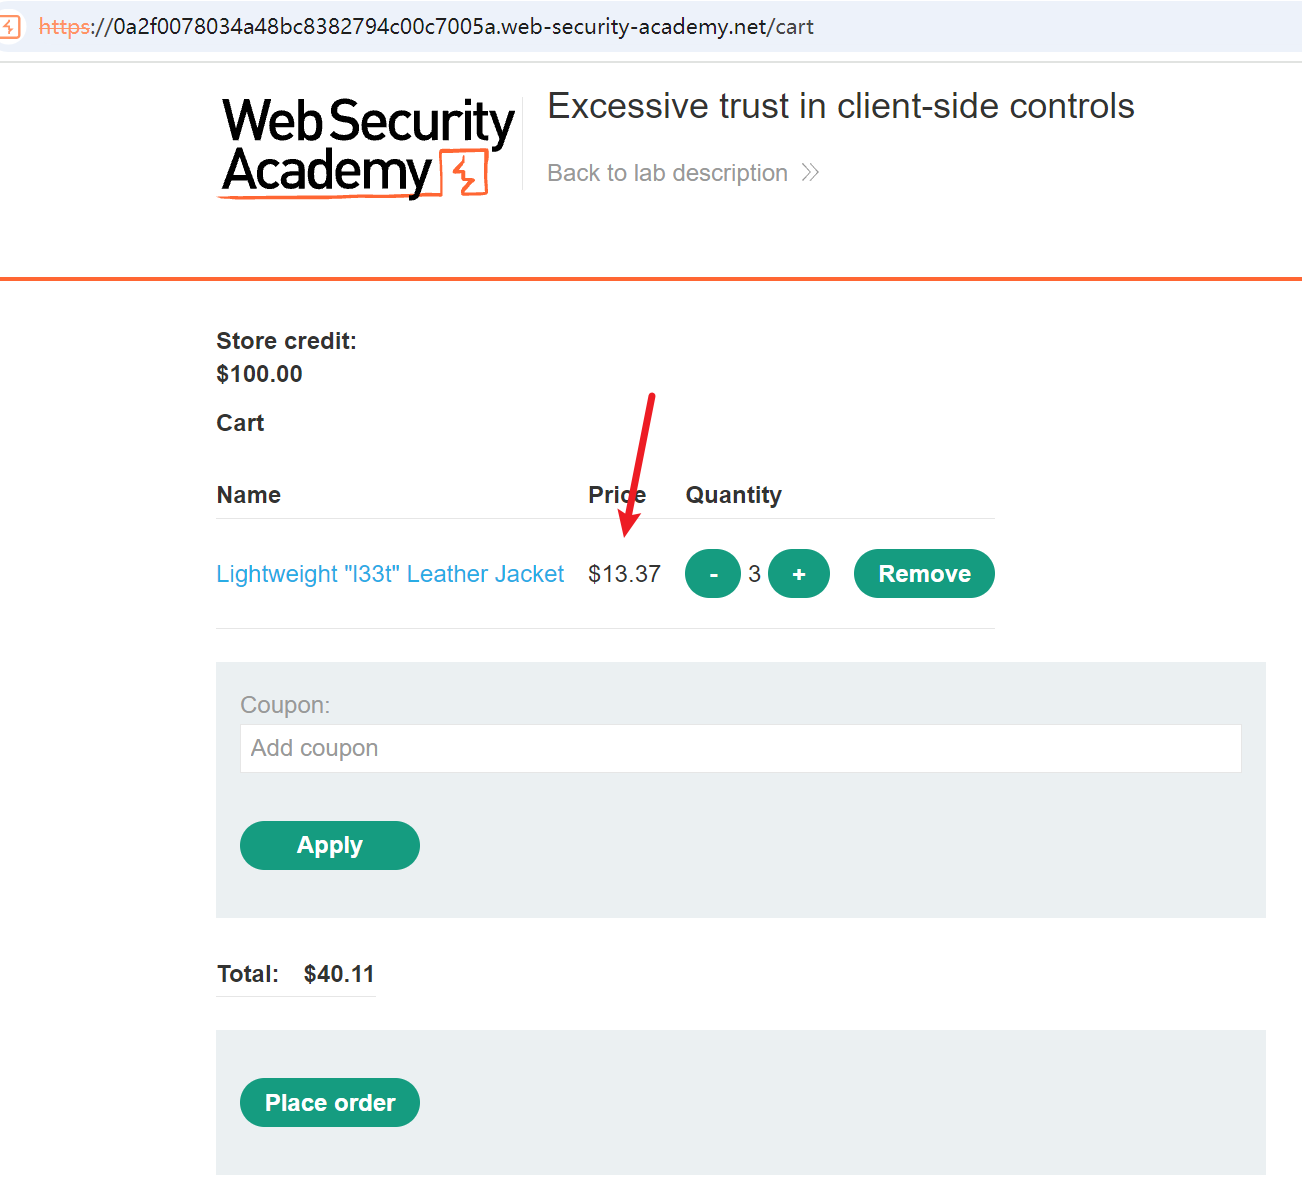 https://0a2f0078034a48bc8382794c00c7005a.web-security-academy.net/cart
Web Security
Academy
Excessive trust in client-side controls
Back to lab description
Store credit:
$100.00
Cart
Name Price Quantity
Lightweight "l33t" Leather Jacket $13.37 - 3 + Remove
Coupon:
Add coupon
Apply
Total: $40.11
Place order